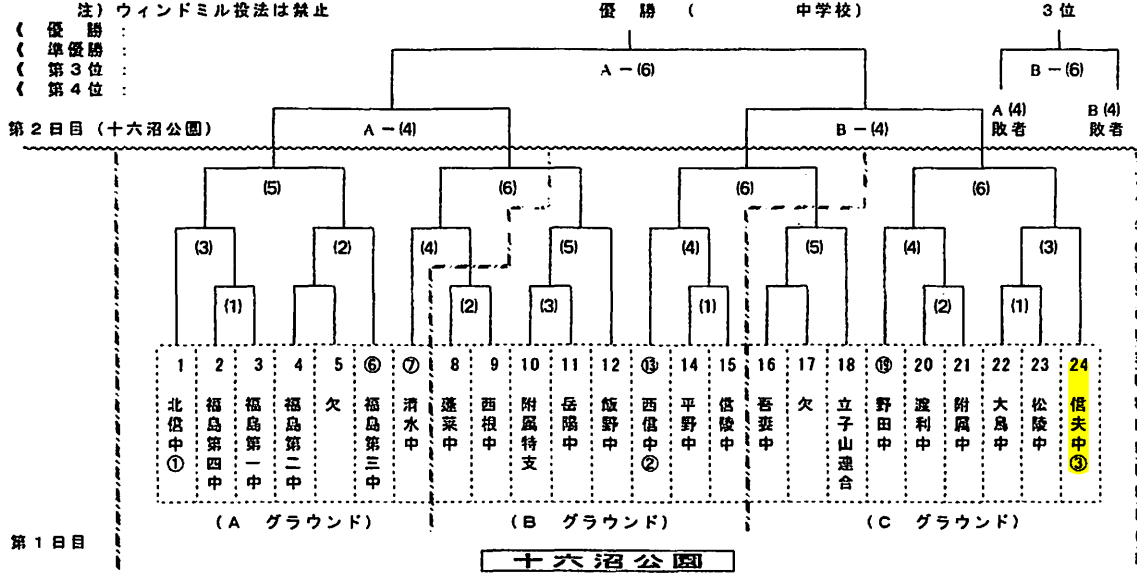 注）ウィンドミル投法は禁止
優 勝 （ 中学校）
3位
《 優 勝 ：
《 準優勝 ：
《 第3位 ：
《 第4位 ：
A－(6)
B－(6)
A(4) 敗者
B(4) 敗者
第2日目（十六沼公園）
A－(4)
B－(4)
(5) (6) (6) (6)
(3) (2) (4) (5) (4) (5) (4) (3)
(1) (2) (3) (1) (2) (1)
1 北信中①
2 福島第四中
3 福島第一中
4 福島第二中
5 欠
⑥ 福島第三中
⑦ 清水中
8 蓬莱中
9 西根中
10 附属特支
11 岳陽中
12 飯野中
⑬ 西信中②
14 平野中
15 信陵中
16 吾妻中
17 欠
18 立子山連合
⑲ 野田中
20 渡利中
21 附属中
22 大鳥中
23 松陵中
24 信夫中③
（A グラウンド）
（B グラウンド）
（C グラウンド）
第1日目
十六沼公園